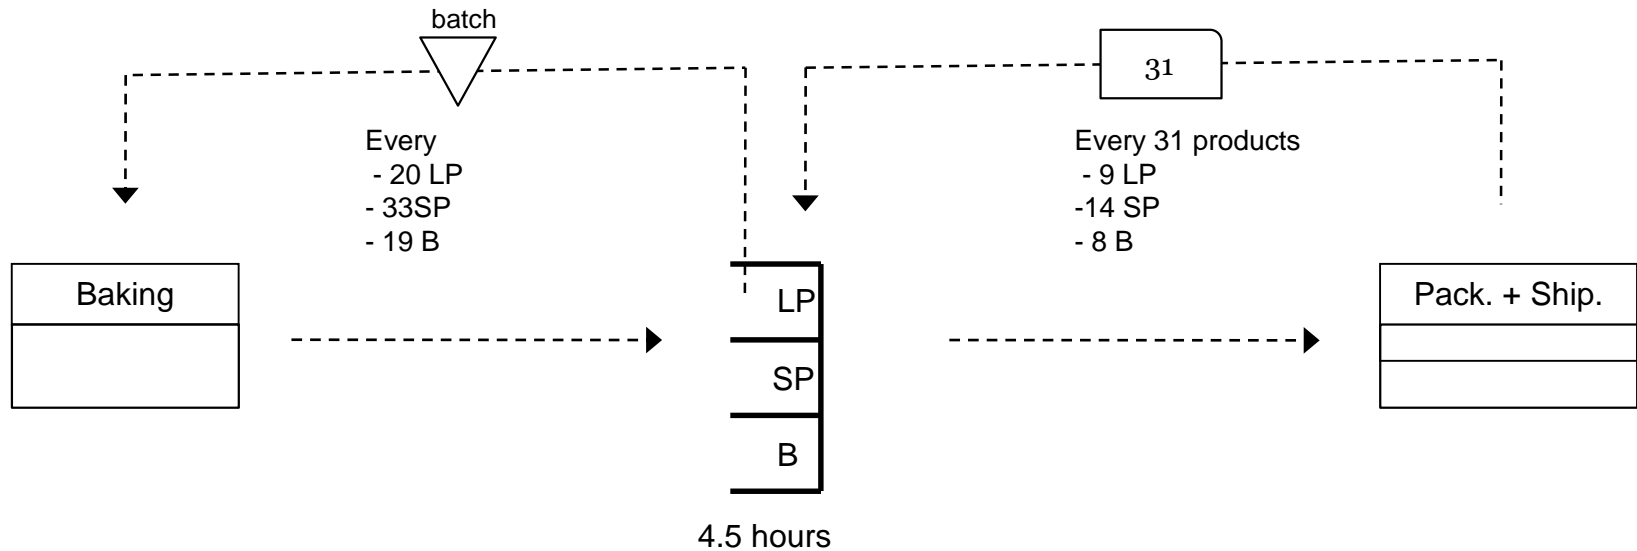 batch
31
Every
- 20 LP
- 33SP
- 19 B
Every 31 products
- 9 LP
-14 SP
- 8 B
Baking
LP
SP
B
Pack. + Ship.
4.5 hours